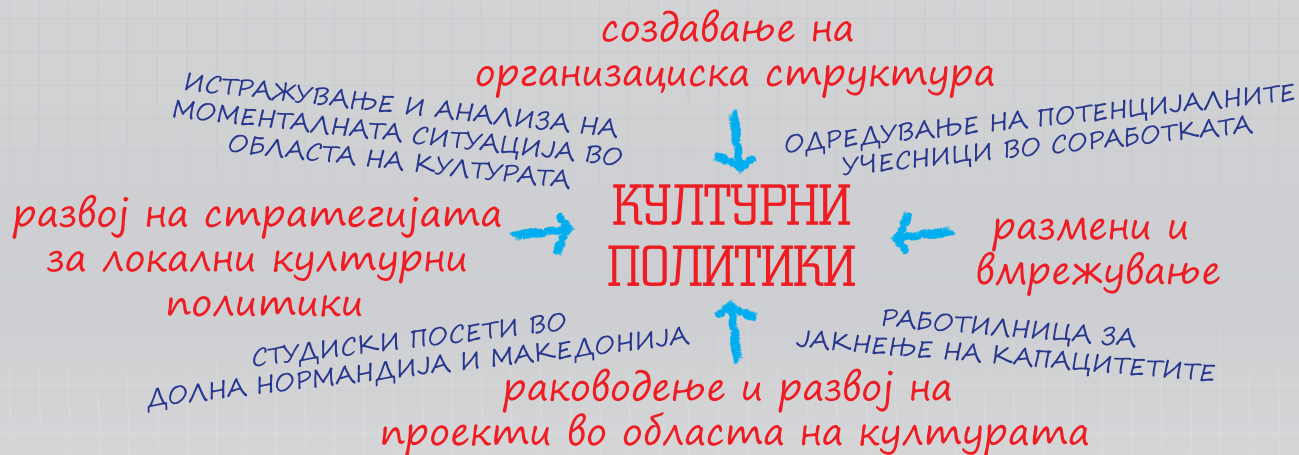 создавање на
организациска структура
ИСТРАЖУВАЊЕ И АНАЛИЗА НА
МОМЕНТАЛНАТА СИТУАЦИЈА ВО
ОБЛАСТА НА КУЛТУРАТА
ОДРЕДУВАЊЕ НА ПОТЕНЦИЈАЛНИТЕ
УЧЕСНИЦИ ВО СОРАБОТКАТА
развој на стратегијата
за локални културни
политики
КУЛТУРНИ
ПОЛИТИКИ
размени и
вмрежување
СТУДИСКИ ПОСЕТИ ВО
ДОЛНА НОРМАНДИЈА И МАКЕДОНИЈА
РАБОТИЛНИЦА ЗА
ЈАКНЕЊЕ НА КАПАЦИТЕТИТЕ
раководење и развој на
проекти во областа на културата